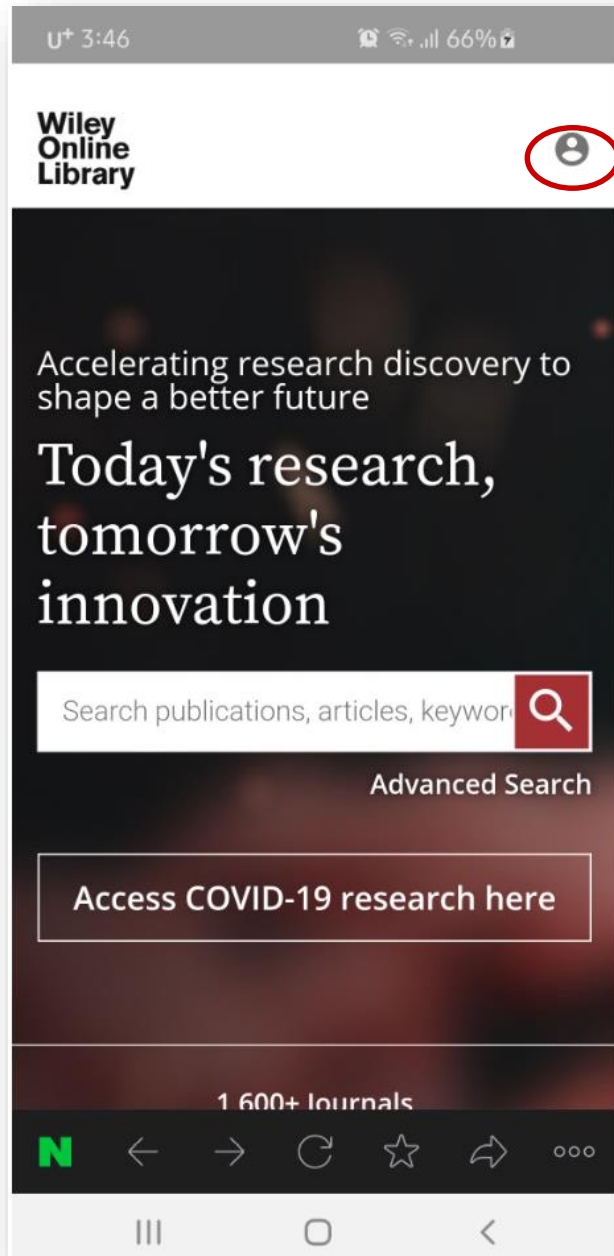 U+ 3:46 66%
Wiley
Online
Library
Accelerating research discovery to
shape a better future
Today's research,
tomorrow's
innovation
Search publications, articles, keywor
Advanced Search
Access COVID-19 research here
1,600+ Journals
N